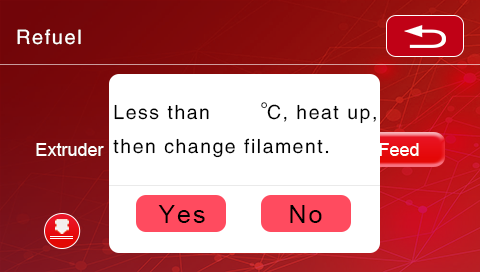 Refuel
Less than °C, heat up,
then change filament.
Extruder
Feed
Yes No